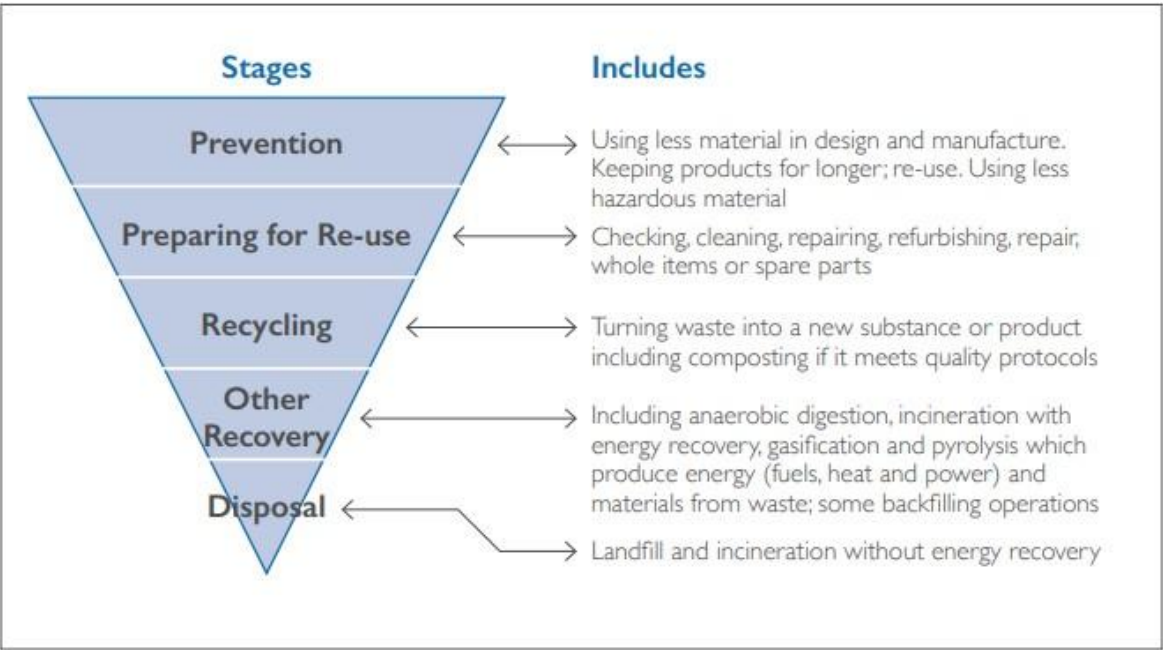 Stages
Includes
Prevention
Using less material in design and manufacture.
Keeping products for longer; re-use. Using less
hazardous material
Preparing for Re-use
Checking, cleaning, repairing, refurbishing, repair,
whole items or spare parts
Recycling
Turning waste into a new substance or product
including composting if it meets quality protocols
Other
Recovery
Including anaerobic digestion, incineration with
energy recovery, gasification and pyrolysis which
produce energy (fuels, heat and power) and
materials from waste; some backfilling operations
Disposal
Landfill and incineration without energy recovery